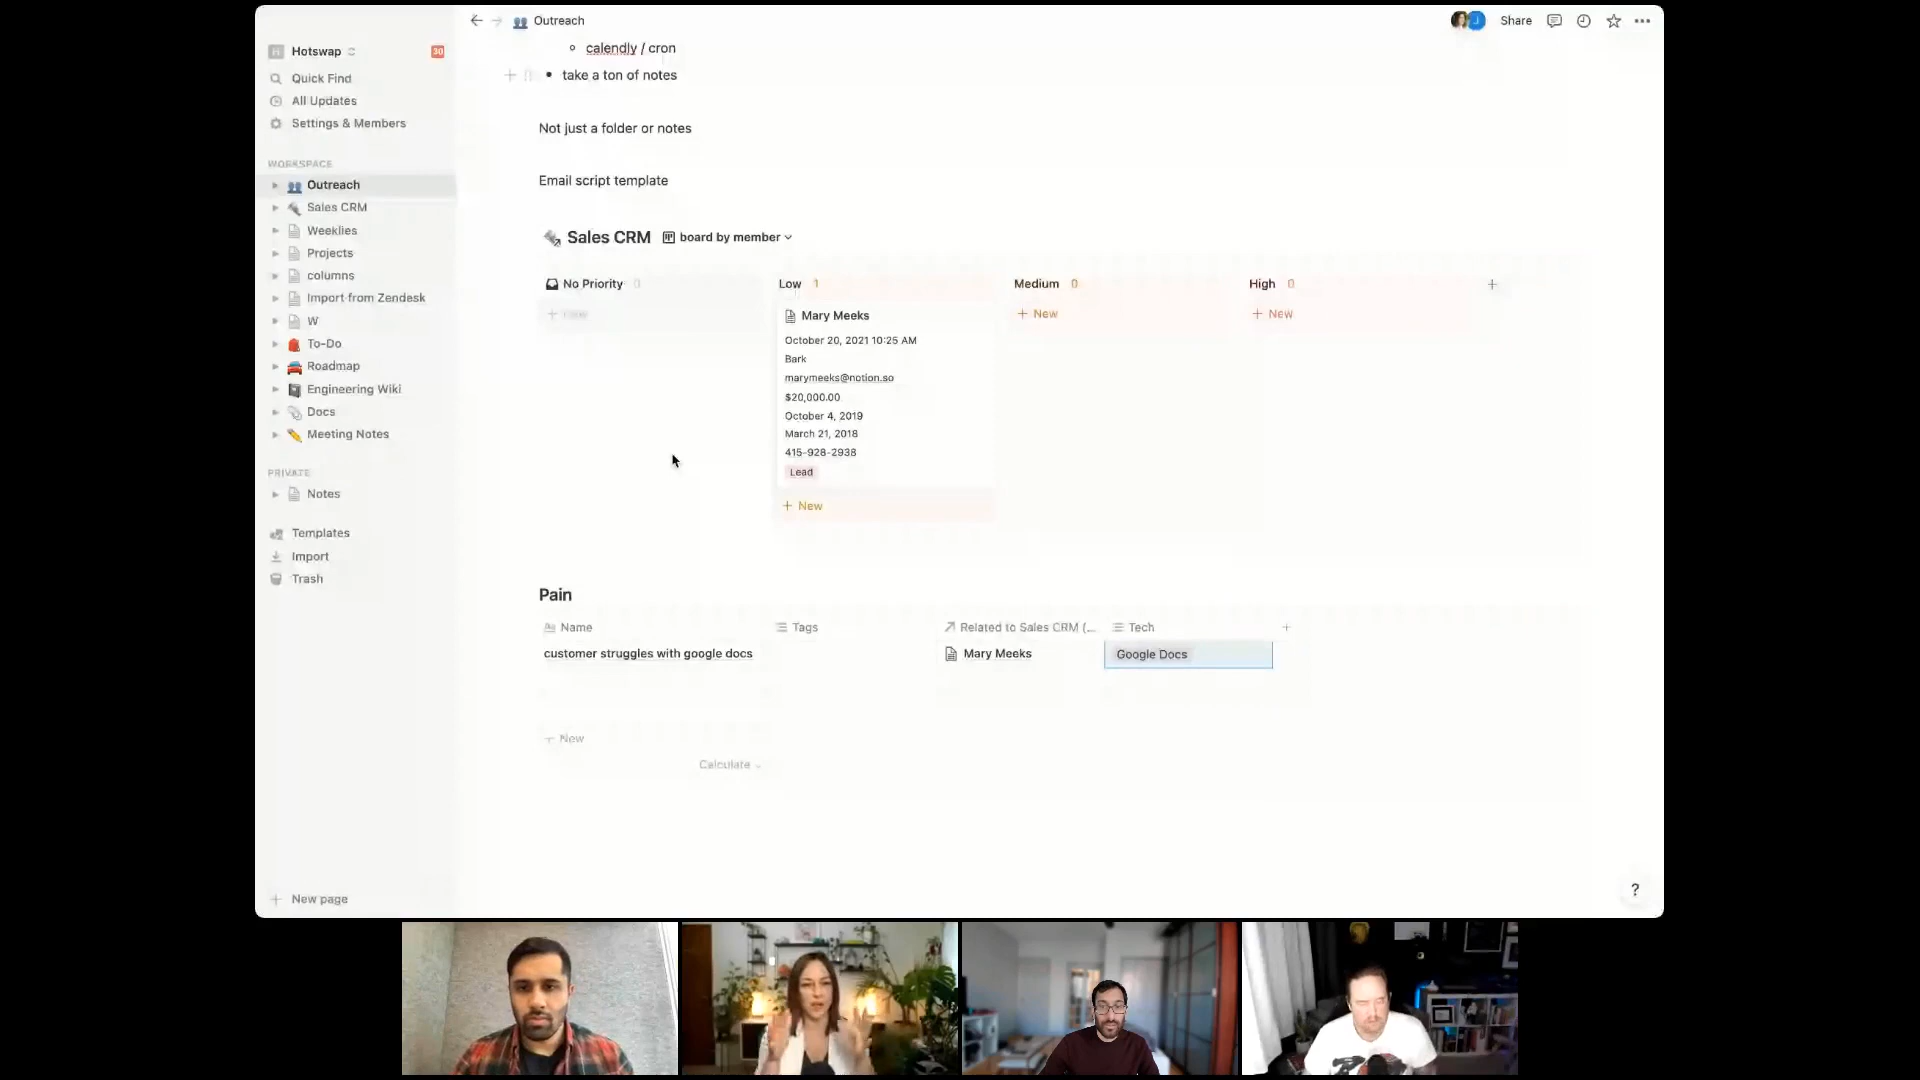 Outreach
Share
Hotswap
30
Quick Find
All Updates
Settings & Members
WORKSPACE
Outreach
Sales CRM
Weeklies
Projects
columns
Import from Zendesk
W
To-Do
Roadmap
Engineering Wiki
Docs
Meeting Notes
PRIVATE
Notes
Templates
Import
Trash
New page
calendly / cron
take a ton of notes
Not just a folder or notes
Email script template
Sales CRM board by member
No Priority 0
+ New
Low 1
Mary Meeks
October 20, 2021 10:25 AM
Bark
marymeeks@notion.so
$20,000.00
October 4, 2019
March 21, 2018
415-928-2938
Lead
+ New
Medium 0
+ New
High 0
+ New
Pain
Name Tags Related to Sales CRM (... Tech
customer struggles with google docs Mary Meeks Google Docs
+ New
Calculate
?